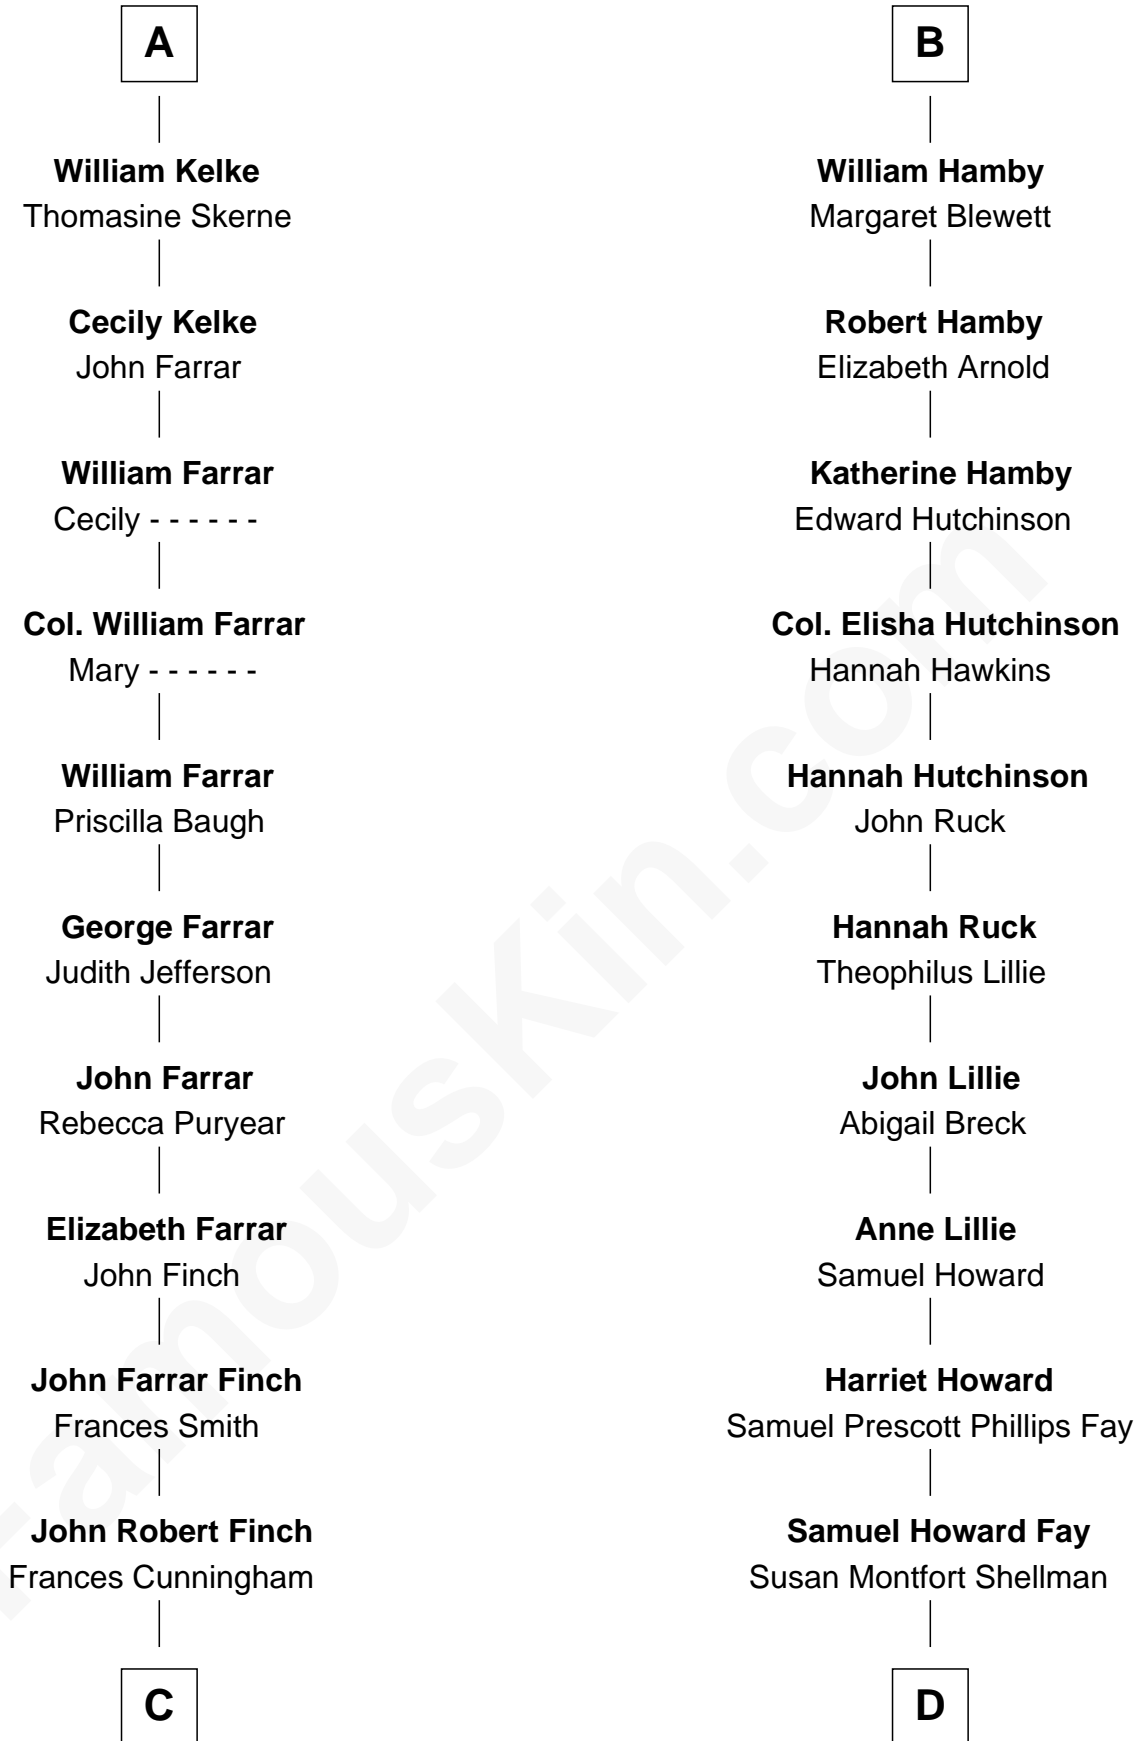 A
William Kelke
Thomasine Skerne
Cecily Kelke
John Farrar
William Farrar
Cecily - - - - - -
Col. William Farrar
Mary - - - - - -
William Farrar
Priscilla Baugh
George Farrar
Judith Jefferson
John Farrar
Rebecca Puryear
Elizabeth Farrar
John Finch
John Farrar Finch
Frances Smith
John Robert Finch
Frances Cunningham
C
B
William Hamby
Margaret Blewett
Robert Hamby
Elizabeth Arnold
Katherine Hamby
Edward Hutchinson
Col. Elisha Hutchinson
Hannah Hawkins
Hannah Hutchinson
John Ruck
Hannah Ruck
Theophilus Lillie
John Lillie
Abigail Breck
Anne Lillie
Samuel Howard
Harriet Howard
Samuel Prescott Phillips Fay
Samuel Howard Fay
Susan Montfort Shellman
D
FamousKin.com